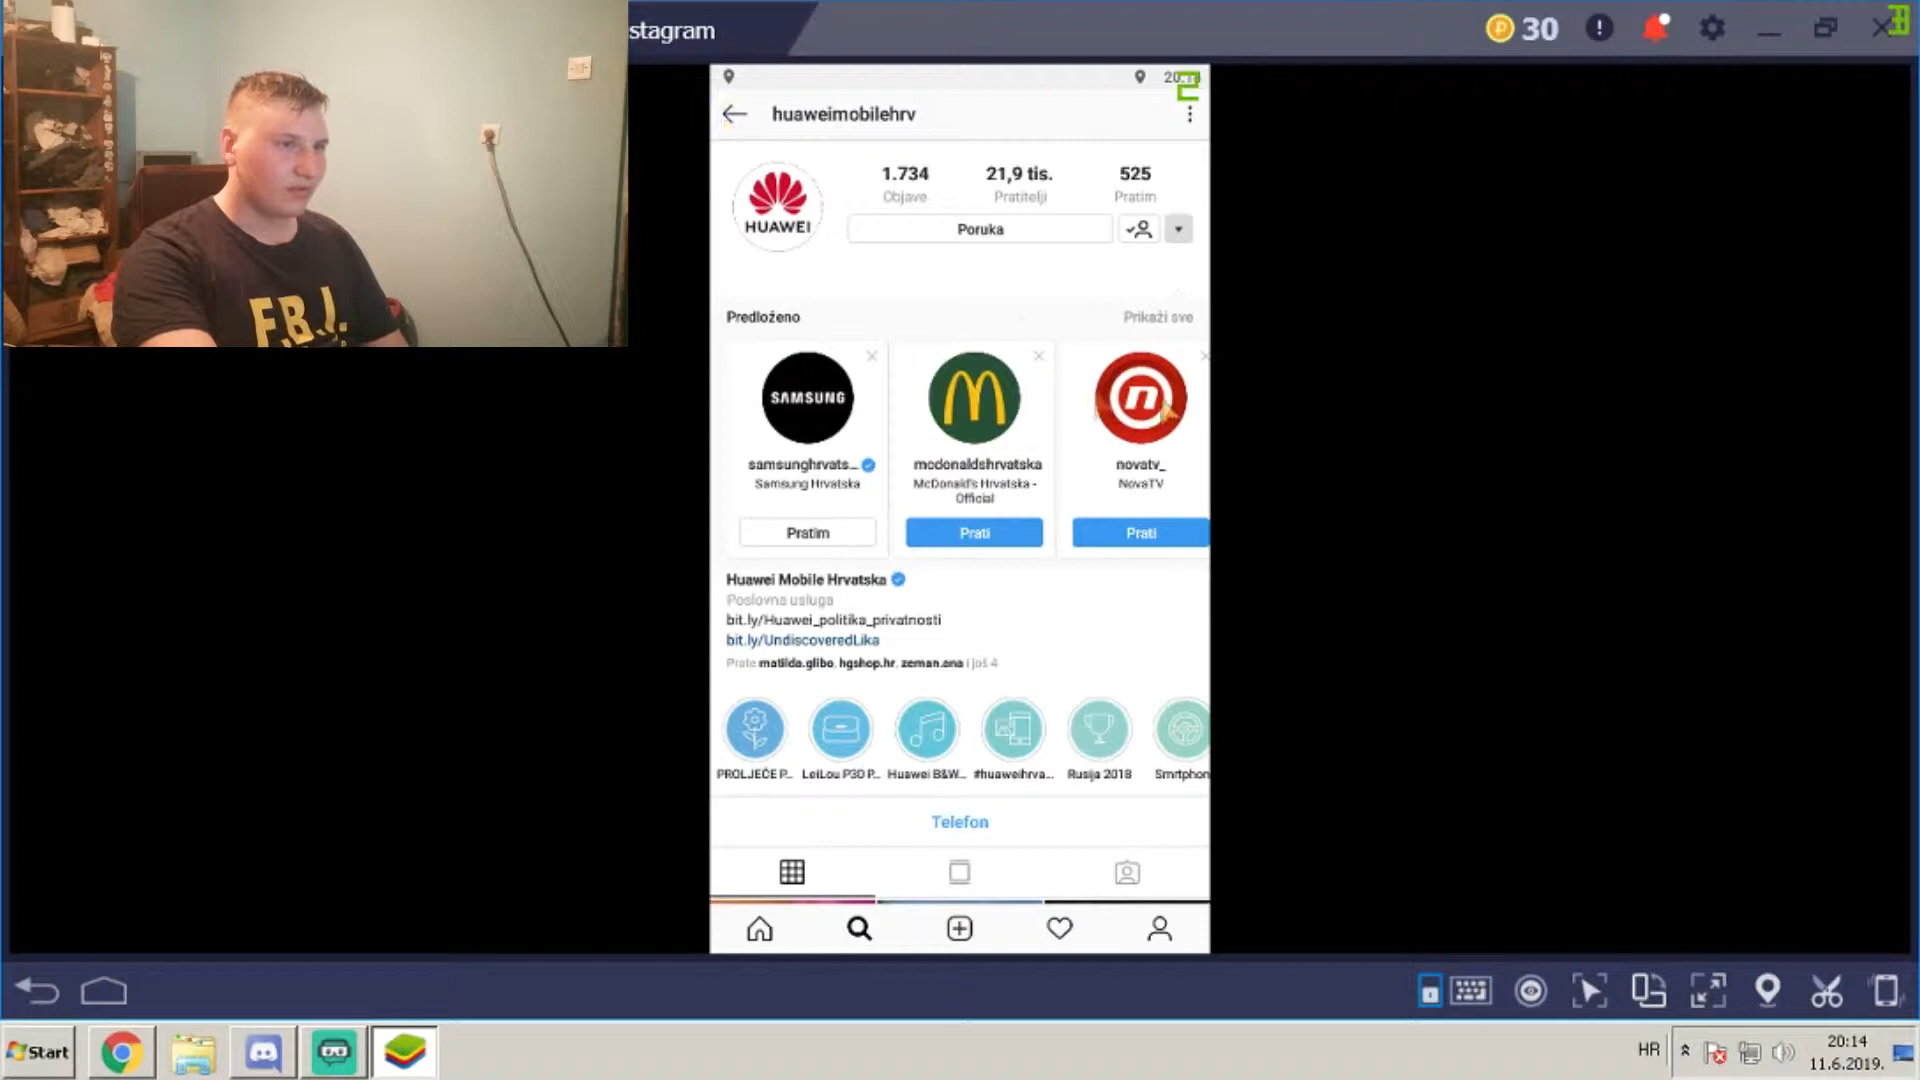 stagram
30
huaweimobilehrv
HUAWEI
1.734
21,9 tis.
525
Objave
Pratitelji
Pratim
Poruka
F.B.I.
Predloženo
Prikaži sve
SAMSUNG
samsunghrvats...
mcdonaldshrvatska
novatv_
Samsung Hrvatska
McDonald's Hrvatska -
Official
NovaTV
Pratim
Prati
Prati
Huawei Mobile Hrvatska
Poslovna usluga
bit.ly/Huawei_politika_privatnosti
bit.ly/UndiscoveredLika
Prate matilda.glibo, hgshop.hr, zeman.ana i još 4
PROLJEĆE P...
LeiLou P30 P...
Huawei B&W...
#huaweihrva...
Rusija 2018
Smrtphon
Telefon
Start
HR
20:14
11.6.2019.